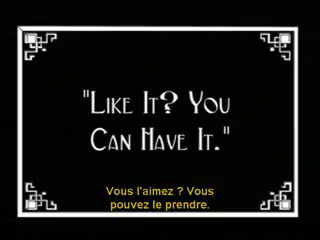 "Like It? You
Can Have It."
Vous l'aimez ? Vous
pouvez le prendre.